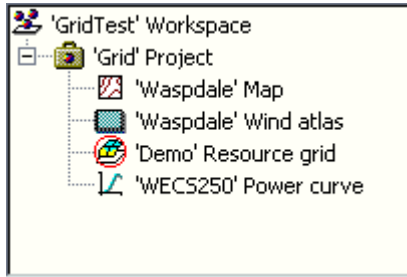 'GridTest' Workspace
'Grid' Project
'Waspdale' Map
'Waspdale' Wind atlas
'Demo' Resource grid
'WECS250' Power curve